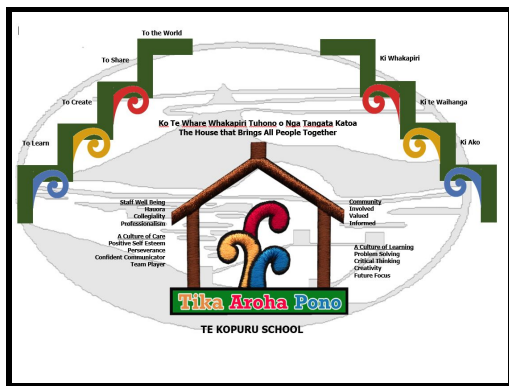 To the World
To Share
To Create
To Learn
Ki Whakapiri
Ki te Waihanga
Ki Ako
Ko Te Whare Whakapiri Tuhono o Nga Tangata Katoa
The House that Brings All People Together
Staff Well Being
Hauora
Collegiality
Professionalism
A Culture of Care
Positive Self Esteem
Perseverance
Confident Communicator
Team Player
Community
Involved
Valued
Informed
A Culture of Learning
Problem Solving
Critical Thinking
Creativity
Future Focus
Tika Aroha Pono
TE KOPURU SCHOOL